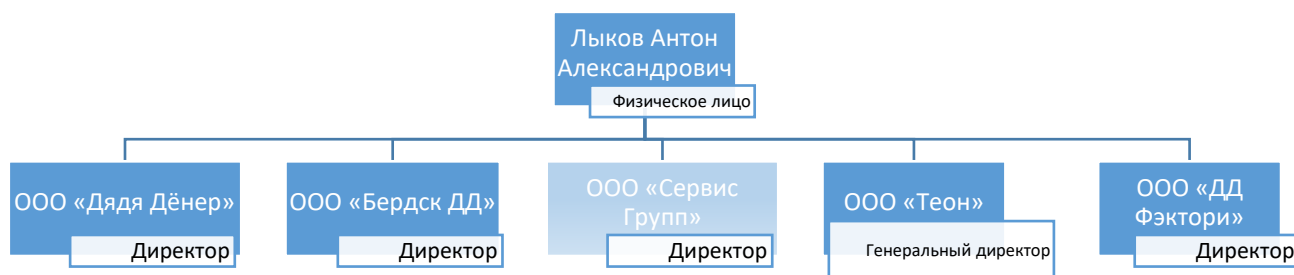 Лыков Антон
Александрович
Физическое лицо
ООО «Дядя Дёнер»
Директор
ООО «Бердск ДД»
Директор
ООО «Сервис
Групп»
Директор
ООО «Теон»
Генеральный директор
ООО «ДД
Фэктори»
Директор